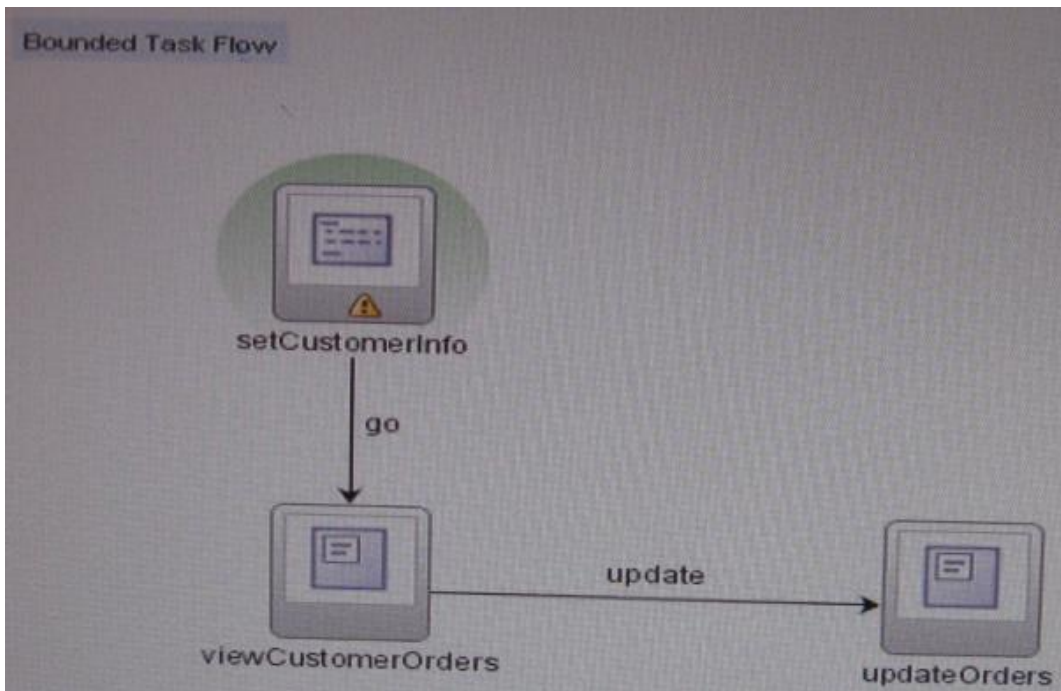 Bounded Task Flow
setCustomerInfo
go
viewCustomerOrders
update
updateOrders